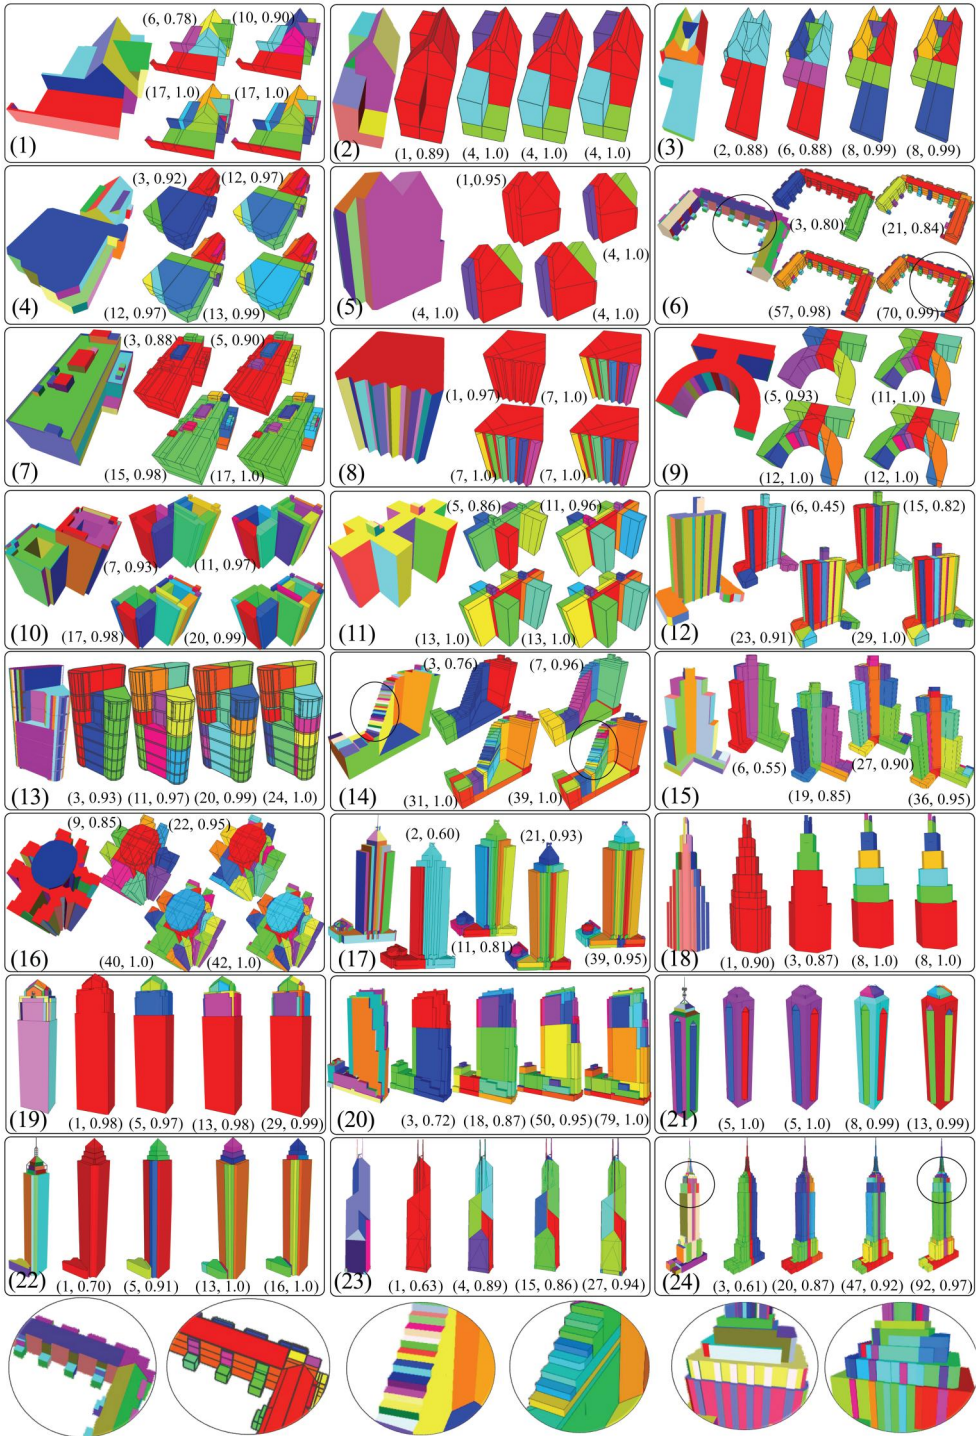 (6, 0.78) (10, 0.90)
(17, 1.0) (17, 1.0)
(1)
(1, 0.89) (4, 1.0) (4, 1.0) (4, 1.0)
(2)
(2, 0.88) (6, 0.88) (8, 0.99) (8, 0.99)
(3)
(3, 0.92) (12, 0.97)
(12, 0.97) (13, 0.99)
(4)
(1,0.95)
(4, 1.0)
(4, 1.0) (4, 1.0)
(5)
(3, 0.80) (21, 0.84)
(57, 0.98) (70, 0.99)
(6)
(3, 0.88) (5, 0.90)
(15, 0.98) (17, 1.0)
(7)
(1, 0.97) (7, 1.0)
(7, 1.0) (7, 1.0)
(8)
(5, 0.93) (11, 1.0)
(12, 1.0) (12, 1.0)
(9)
(7, 0.93) (11, 0.97)
(17, 0.98) (20, 0.99)
(10)
(5, 0.86) (11, 0.96)
(13, 1.0) (13, 1.0)
(11)
(6, 0.45) (15, 0.82)
(23, 0.91) (29, 1.0)
(12)
(3, 0.93) (11, 0.97) (20, 0.99) (24, 1.0)
(13)
(3, 0.76) (7, 0.96)
(31, 1.0) (39, 1.0)
(14)
(6, 0.55) (27, 0.90)
(19, 0.85) (36, 0.95)
(15)
(9, 0.85) (22, 0.95)
(40, 1.0) (42, 1.0)
(16)
(2, 0.60) (21, 0.93)
(11, 0.81) (39, 0.95)
(17)
(1, 0.90) (3, 0.87) (8, 1.0) (8, 1.0)
(18)
(1, 0.98) (5, 0.97) (13, 0.98) (29, 0.99)
(19)
(3, 0.72) (18, 0.87) (50, 0.95) (79, 1.0)
(20)
(5, 1.0) (5, 1.0) (8, 0.99) (13, 0.99)
(21)
(1, 0.70) (5, 0.91) (13, 1.0) (16, 1.0)
(22)
(1, 0.63) (4, 0.89) (15, 0.86) (27, 0.94)
(23)
(3, 0.61) (20, 0.87) (47, 0.92) (92, 0.97)
(24)